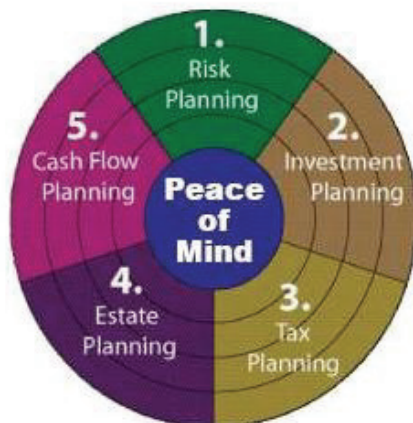 1.
Risk
Planning
2.
Investment
Planning
3.
Tax
Planning
4.
Estate
Planning
5.
Cash Flow
Planning
Peace
of
Mind